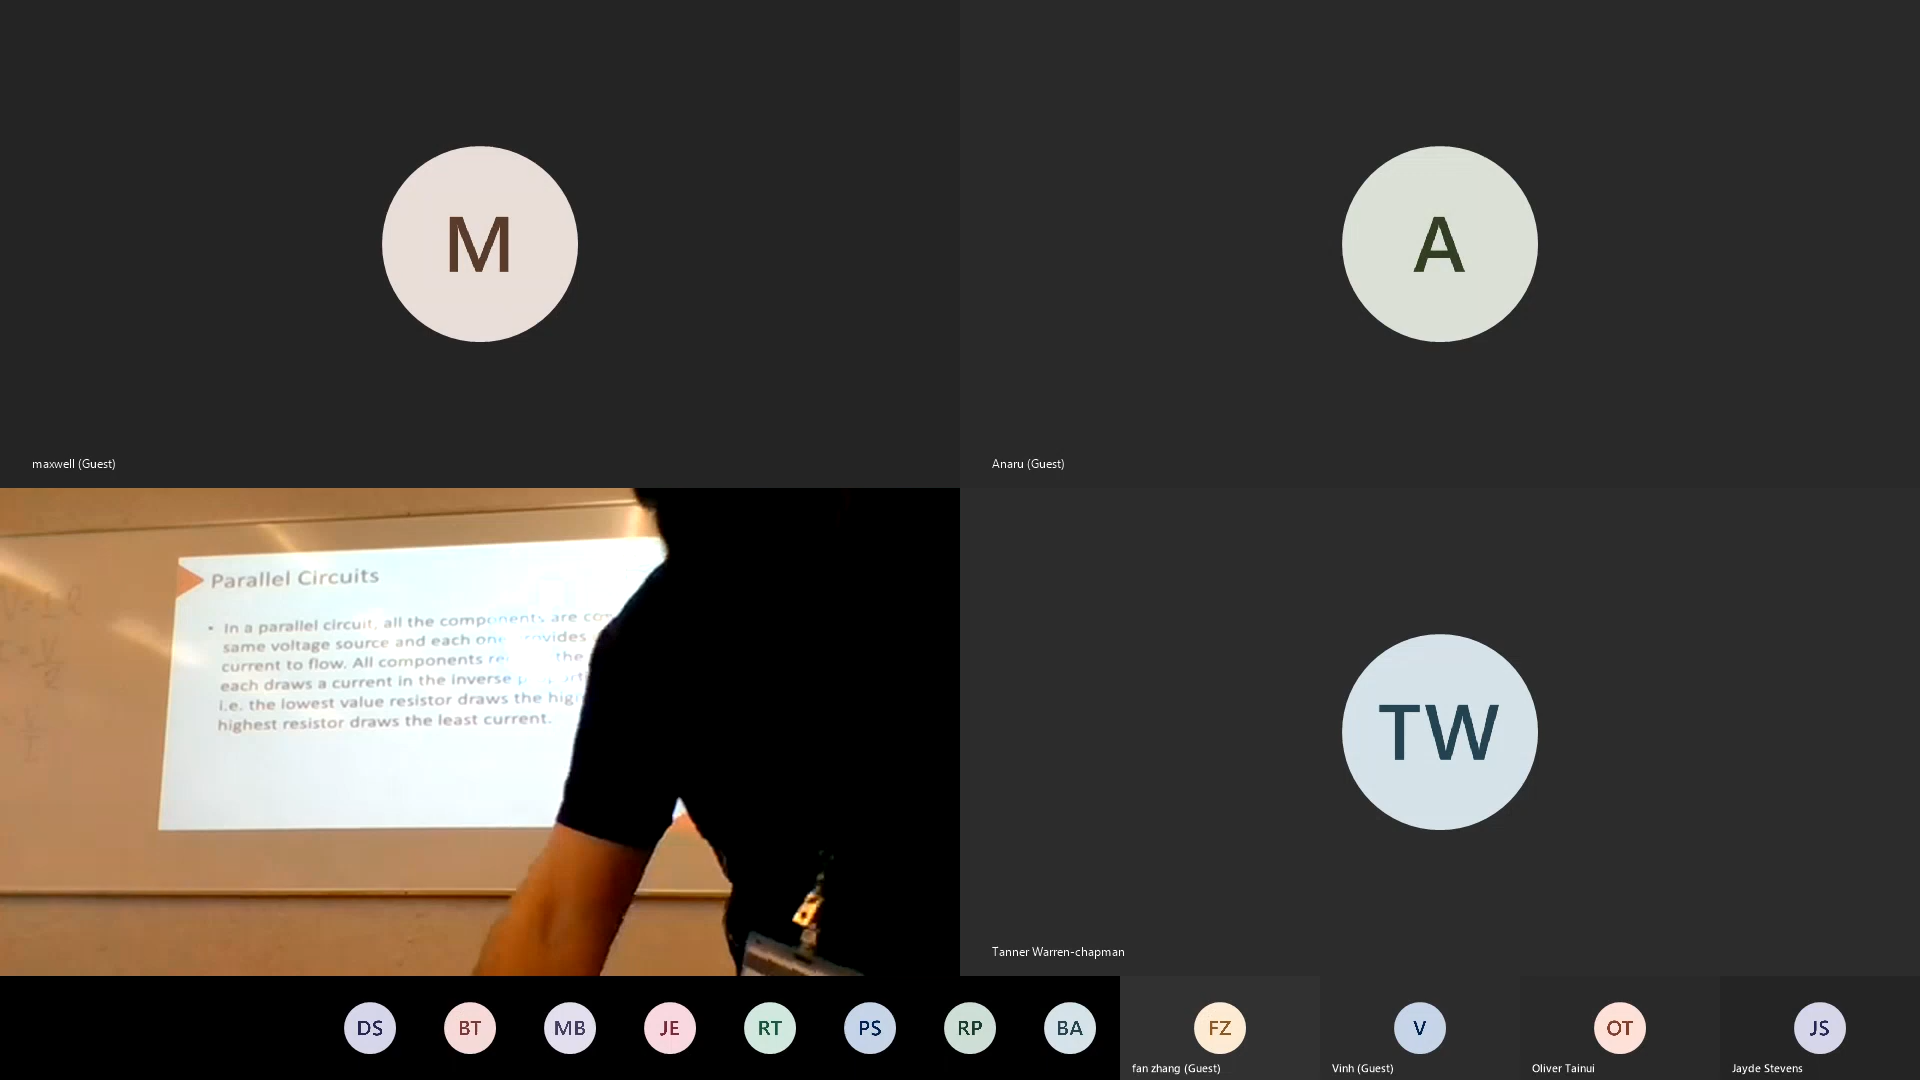 M
maxwell (Guest)
A
Anaru (Guest)
Parallel Circuits
• In a parallel circuit, all the components are
same voltage source and each one provides
current to flow. All components the
each draws a current in the inverse
i.e. the lowest value resistor draws the
highest resistor draws the least current.
TW
Tanner Warren-chapman
DS
BT
MB
JE
RT
PS
RP
BA
FZ
fan zhang (Guest)
V
Vinh (Guest)
OT
Oliver Tainui
JS
Jayde Stevens